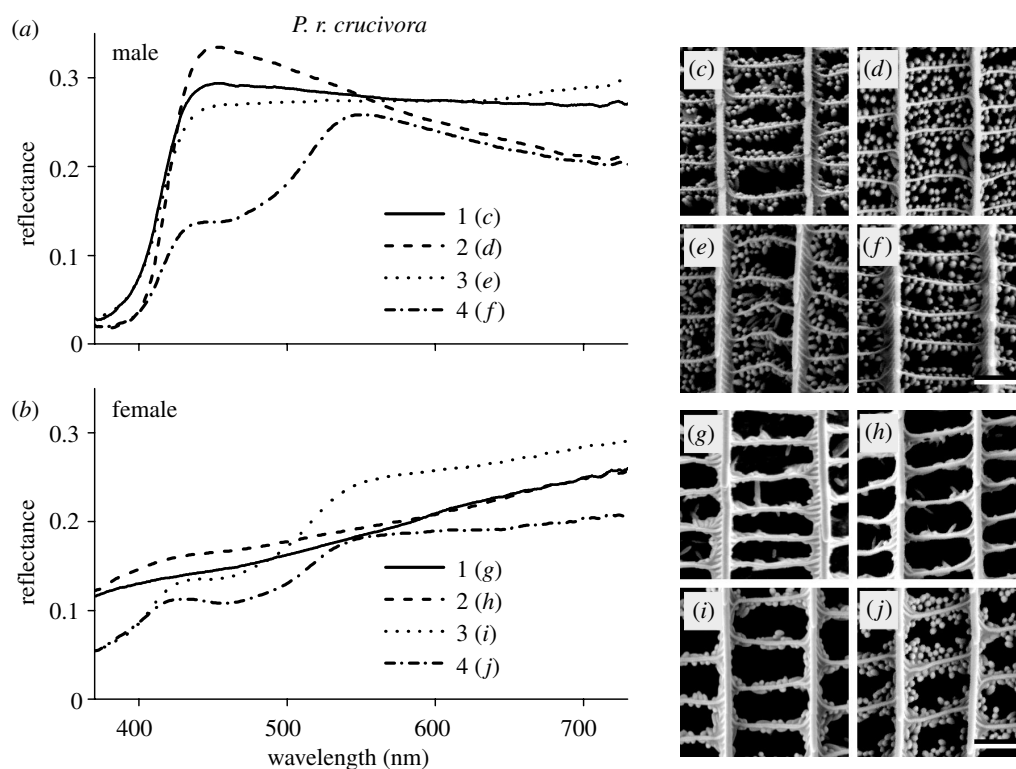 (a)
P. r. crucivora
male
0.3
0.2
0.1
0
reflectance
1 (c)
2 (d)
3 (e)
4 (f)
(b)
female
0.3
0.2
0.1
0
reflectance
1 (g)
2 (h)
3 (i)
4 (j)
400 500 600 700
wavelength (nm)
(c) (d)
(e) (f)
(g) (h)
(i) (j)